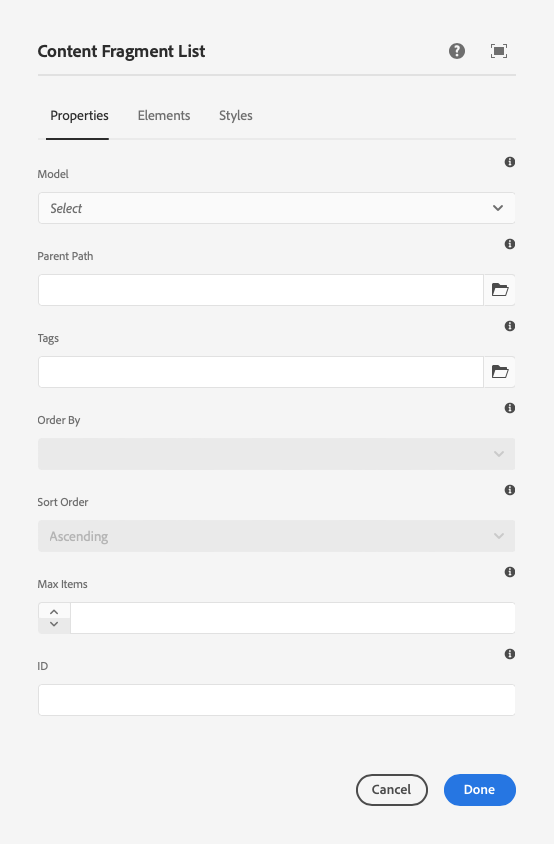 Content Fragment List
Properties Elements Styles
Model
Select
Parent Path
Tags
Order By
Sort Order
Ascending
Max Items
ID
Cancel Done